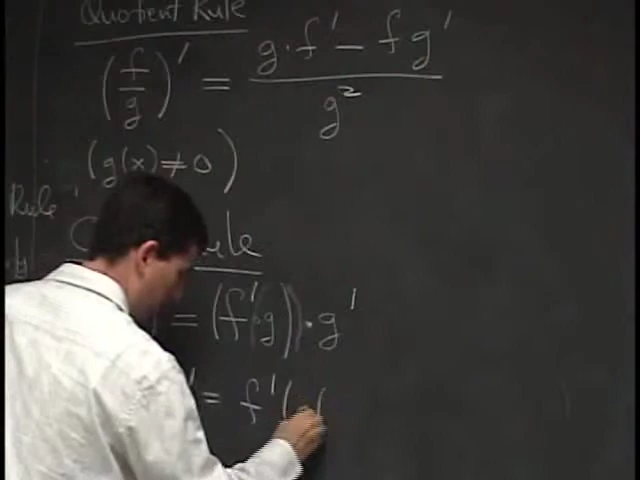 Quotient Rule
(f/g)' = (g·f' - fg')/g²
(g(x)≠0)
Rule
= (f'(g))·g'
= f'(